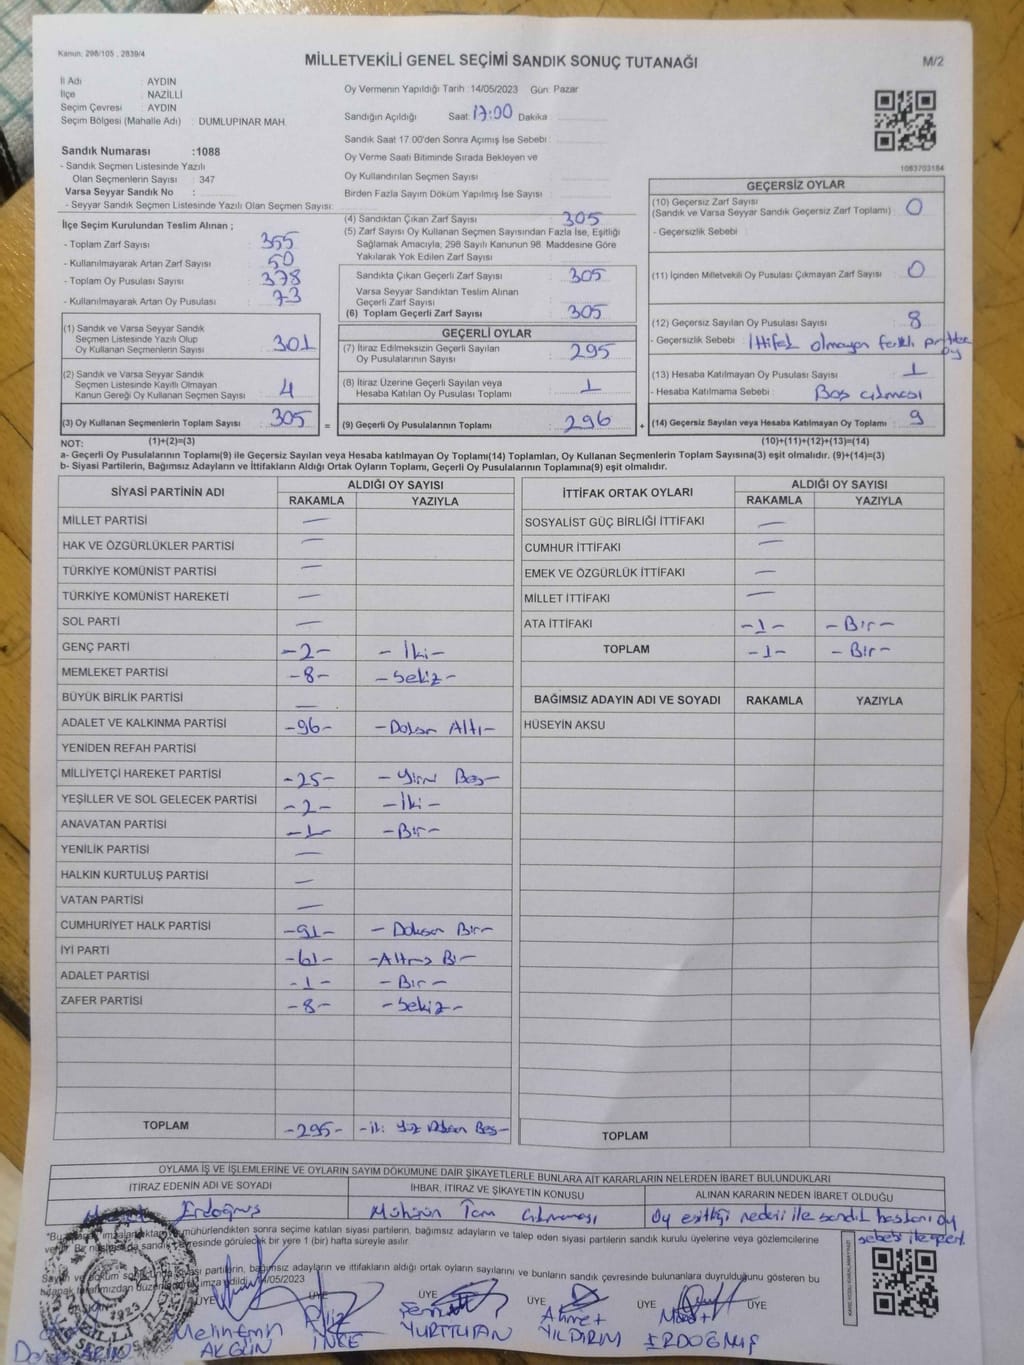 Kanun: 298/105 , 2839/4
MİLLETVEKİLİ GENEL SEÇİMİ SANDIK SONUÇ TUTANAĞI
M/2
İl Adı : AYDIN
İlçe : NAZİLLİ
Seçim Çevresi : AYDIN
Seçim Bölgesi (Mahalle Adı) : DUMLUPINAR MAH.
Sandık Numarası :1088
- Sandık Seçmen Listesinde Yazılı
Olan Seçmenlerin Sayısı : 347
Varsa Seyyar Sandık No :
- Seyyar Sandık Seçmen Listesinde Yazılı Olan Seçmen Sayısı:
Oy Vermenin Yapıldığı Tarih :14/05/2023 Gün: Pazar
Sandığın Açıldığı Saat 17:00 Dakika
Sandık Saat 17.00'den Sonra Açımış İse Sebebi :
Oy Verme Saati Bitiminde Sırada Bekleyen ve
Oy Kullandırılan Seçmen Sayısı
Birden Fazla Sayım Döküm Yapılmış İse Sayısı :
1083703184
İlçe Seçim Kurulundan Teslim Alınan ;
- Toplam Zarf Sayısı 355
- Kullanılmayarak Artan Zarf Sayısı 50
- Toplam Oy Pusulası Sayısı 378
- Kullanılmayarak Artan Oy Pusulası 73
(4) Sandıktan Çıkan Zarf Sayısı 305
(5) Zarf Sayısı Oy Kullanan Seçmen Sayısından Fazla İse, Eşitliği
Sağlamak Amacıyla, 298 Sayılı Kanunun 98. Maddesine Göre
Yakılarak Yok Edilen Zarf Sayısı
Sandıkta Çıkan Geçerli Zarf Sayısı 305
Varsa Seyyar Sandıktan Teslim Alınan
Geçerli Zarf Sayısı
(6) Toplam Geçerli Zarf Sayısı 305
GEÇERSİZ OYLAR
(10) Geçersiz Zarf Sayısı 0
(Sandık ve Varsa Seyyar Sandık Geçersiz Zarf Toplamı)
- Geçersizlik Sebebi
(11) İçinden Milletvekili Oy Pusulası Çıkmayan Zarf Sayısı 0
(12) Geçersiz Sayılan Oy Pusulası Sayısı 8
- Geçersizlik Sebebi : İttifak olmayan farklı oy
(13) Hesaba Katılmayan Oy Pusulası Sayısı 1
- Hesaba Katılmama Sebebi : Boş çıkması
(14) Geçersiz Sayılan veya Hesaba Katılmayan Oy Toplamı 9
(1) Sandık ve Varsa Seyyar Sandık
Seçmen Listesinde Yazılı Olup
Oy Kullanan Seçmenlerin Sayısı 301
(2) Sandık ve Varsa Seyyar Sandık
Seçmen Listesinde Kayıtlı Olmayan
Kanun Gereği Oy Kullanan Seçmen Sayısı 4
(3) Oy Kullanan Seçmenlerin Toplam Sayısı 305 =
GEÇERLİ OYLAR
(7) İtiraz Edilmeksizin Geçerli Sayılan
Oy Pusulalarının Sayısı 295
(8) İtiraz Üzerine Geçerli Sayılan veya
Hesaba Katılan Oy Pusulası Toplamı 1
(9) Geçerli Oy Pusulalarının Toplamı 296 +
NOT: (1)+(2)=(3) (10)+(11)+(12)+(13)=(14)
a- Geçerli Oy Pusulaları Toplamı(9) ile Geçersiz Sayılan veya Hesaba katılmayan Oy Toplamı(14) Toplamları, Oy Kullanan Seçmenlerin Toplam Sayısına(3) eşit olmalıdır. (9)+(14)=(3)
b- Siyasi Partilerin, Bağımsız Adayların ve İttifakların Aldığı Ortak Oyların Toplamı, Geçerli Oy Pusulalarının Toplamına(9) eşit olmalıdır.
SİYASİ PARTİNİN ADI
ALDIĞI OY SAYISI
RAKAMLA YAZIYLA
MİLLET PARTİSİ —
HAK VE ÖZGÜRLÜKLER PARTİSİ —
TÜRKİYE KOMÜNİST PARTİSİ —
TÜRKİYE KOMÜNİST HAREKETİ —
SOL PARTİ —
GENÇ PARTİ -2- - İki -
MEMLEKET PARTİSİ -8- - Sekiz -
BÜYÜK BİRLİK PARTİSİ —
ADALET VE KALKINMA PARTİSİ -96- - Doksan Altı -
YENİDEN REFAH PARTİSİ
MİLLİYETÇİ HAREKET PARTİSİ -25- - Yirmi Beş -
YEŞİLLER VE SOL GELECEK PARTİSİ -2- - İki -
ANAVATAN PARTİSİ -1- - Bir -
YENİLİK PARTİSİ —
HALKIN KURTULUŞ PARTİSİ —
VATAN PARTİSİ —
CUMHURİYET HALK PARTİSİ -91- - Doksan Bir -
İYİ PARTİ -61- - Altmış Bir -
ADALET PARTİSİ -1- - Bir -
ZAFER PARTİSİ -8- - Sekiz -
TOPLAM -295- - İki Yüz Doksan Beş -
İTTİFAK ORTAK OYLARI
ALDIĞI OY SAYISI
RAKAMLA YAZIYLA
SOSYALİST GÜÇ BİRLİĞİ İTTİFAKI —
CUMHUR İTTİFAKI —
EMEK VE ÖZGÜRLÜK İTTİFAKI —
MİLLET İTTİFAKI —
ATA İTTİFAKI -1- - Bir -
TOPLAM -1- - Bir -
BAĞIMSIZ ADAYIN ADI VE SOYADI RAKAMLA YAZIYLA
HÜSEYİN AKSU
TOPLAM
OYLAMA İŞ VE İŞLEMLERİNE VE OYLARIN SAYIM DÖKÜMÜNE DAİR ŞİKAYETLERLE BUNLARA AİT KARARLARIN NELERDEN İBARET BULUNDUKLARI
İTİRAZ EDENİN ADI VE SOYADI
İHBAR, İTİRAZ VE ŞİKAYETİN KONUSU
ALINAN KARARIN NEDEN İBARET OLDUĞU
Erdoğmuş
Mührün Tam Çıkmaması
Oy eşitliği nedeni ile sandık başkanı oy
sebebi ile geçerli.
mühürlendikten sonra seçime katılan siyasi partilerin, bağımsız adayların ve talep eden siyasi partilerin sandık kurulu üyelerine veya gözlemcilerine
çevresinde görülecek bir yere 1 (bir) hafta süreyle asılır.
partilerin, bağımsız adayların ve ittifakların aldığı ortak oyların sayılarını ve bunların sandık çevresinde bulunanlara duyrulduğunu gösteren bu
tarafımızdan imza edildi. 14/05/2023
ÜYE ÜYE ÜYE ÜYE ÜYE
Mehmet Emin AKGÜN
Filiz İNCE
YURTTUTAN
Ahmet YILDIRIM
ERDOĞMUŞ